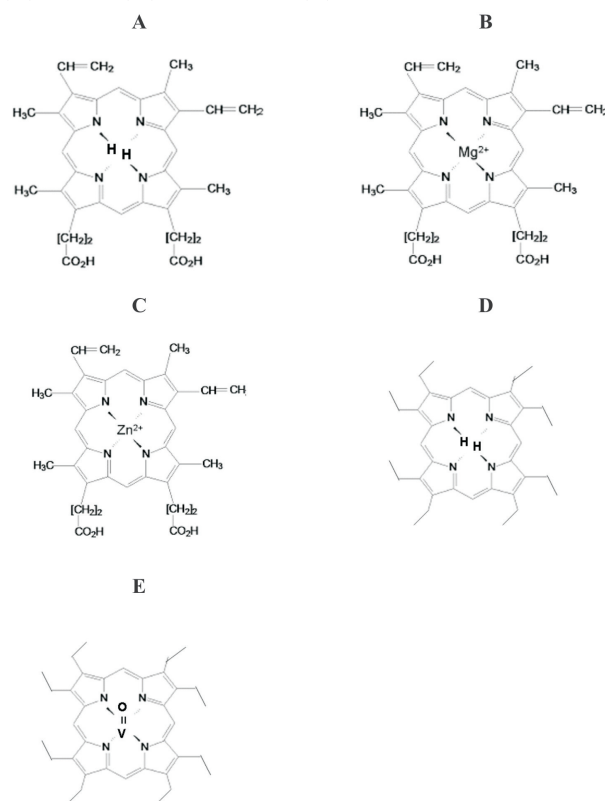 A B
CH=CH₂ CH₃
H₃C CH=CH₂
N N
H H
N N
H₃C CH₃
[CH₂]₂ [CH₂]₂
CO₂H CO₂H
CH=CH₂ CH₃
H₃C CH=CH₂
N N
Mg²⁺
N N
H₃C CH₃
[CH₂]₂ [CH₂]₂
CO₂H CO₂H
C D
CH=CH₂ CH₃
H₃C CH=CH
N N
Zn²⁺
N N
H₃C CH₃
[CH₂]₂ [CH₂]₂
CO₂H CO₂H
N N
H H
N N
E
N N
O
V
N N